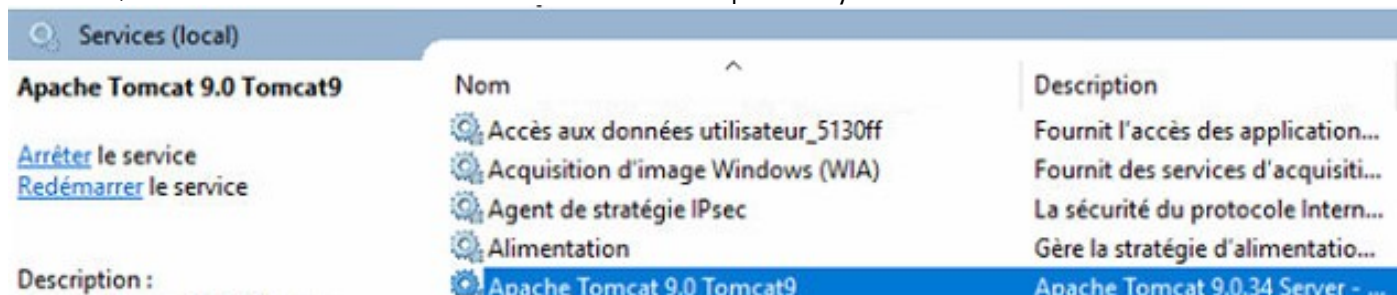 Services (local)
Apache Tomcat 9.0 Tomcat9
Arrêter le service
Redémarrer le service
Description :
Nom Description
Accès aux données utilisateur_5130ff Fournit l'accès des application...
Acquisition d'image Windows (WIA) Fournit des services d'acquisiti...
Agent de stratégie IPsec La sécurité du protocole Intern...
Alimentation Gère la stratégie d'alimentatio...
Apache Tomcat 9.0 Tomcat9 Apache Tomcat 9.0.34 Server - ...